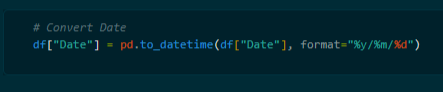 # Convert Date
df["Date"] = pd.to_datetime(df["Date"], format="%y/%m/%d")